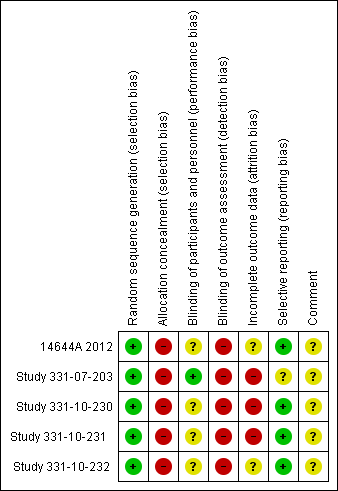 Random sequence generation (selection bias)
Allocation concealment (selection bias)
Blinding of participants and personnel (performance bias)
Blinding of outcome assessment (detection bias)
Incomplete outcome data (attrition bias)
Selective reporting (reporting bias)
Comment
14644A 2012 + - ? - ? + ?
Study 331-07-203 + - + - - ? ?
Study 331-10-230 + - ? - - + ?
Study 331-10-231 + - ? - - + ?
Study 331-10-232 + - ? - ? + ?